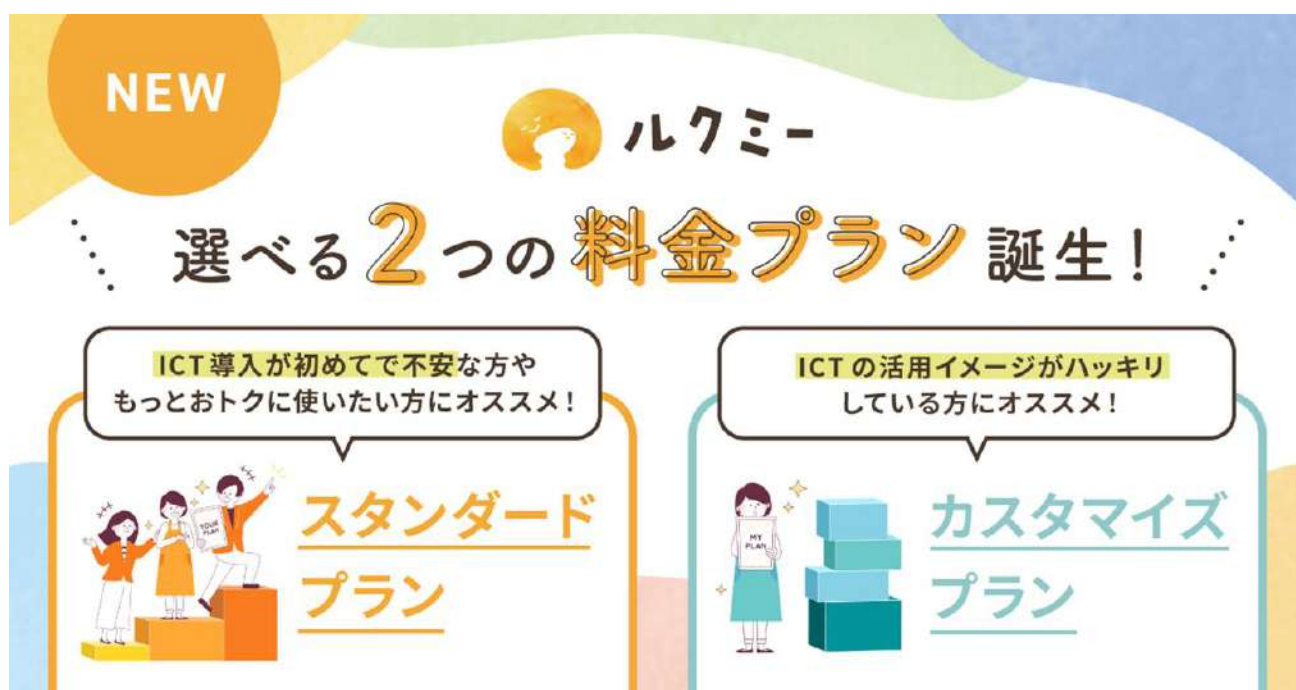 NEW
ルクミー
選べる2つの料金プラン誕生！
ICT導入が初めてで不安な方や
もっとおトクに使いたい方にオススメ！
YOUR
PLAN
スタンダード
プラン
ICTの活用イメージがハッキリ
している方にオススメ！
MY
PLAN
カスタマイズ
プラン